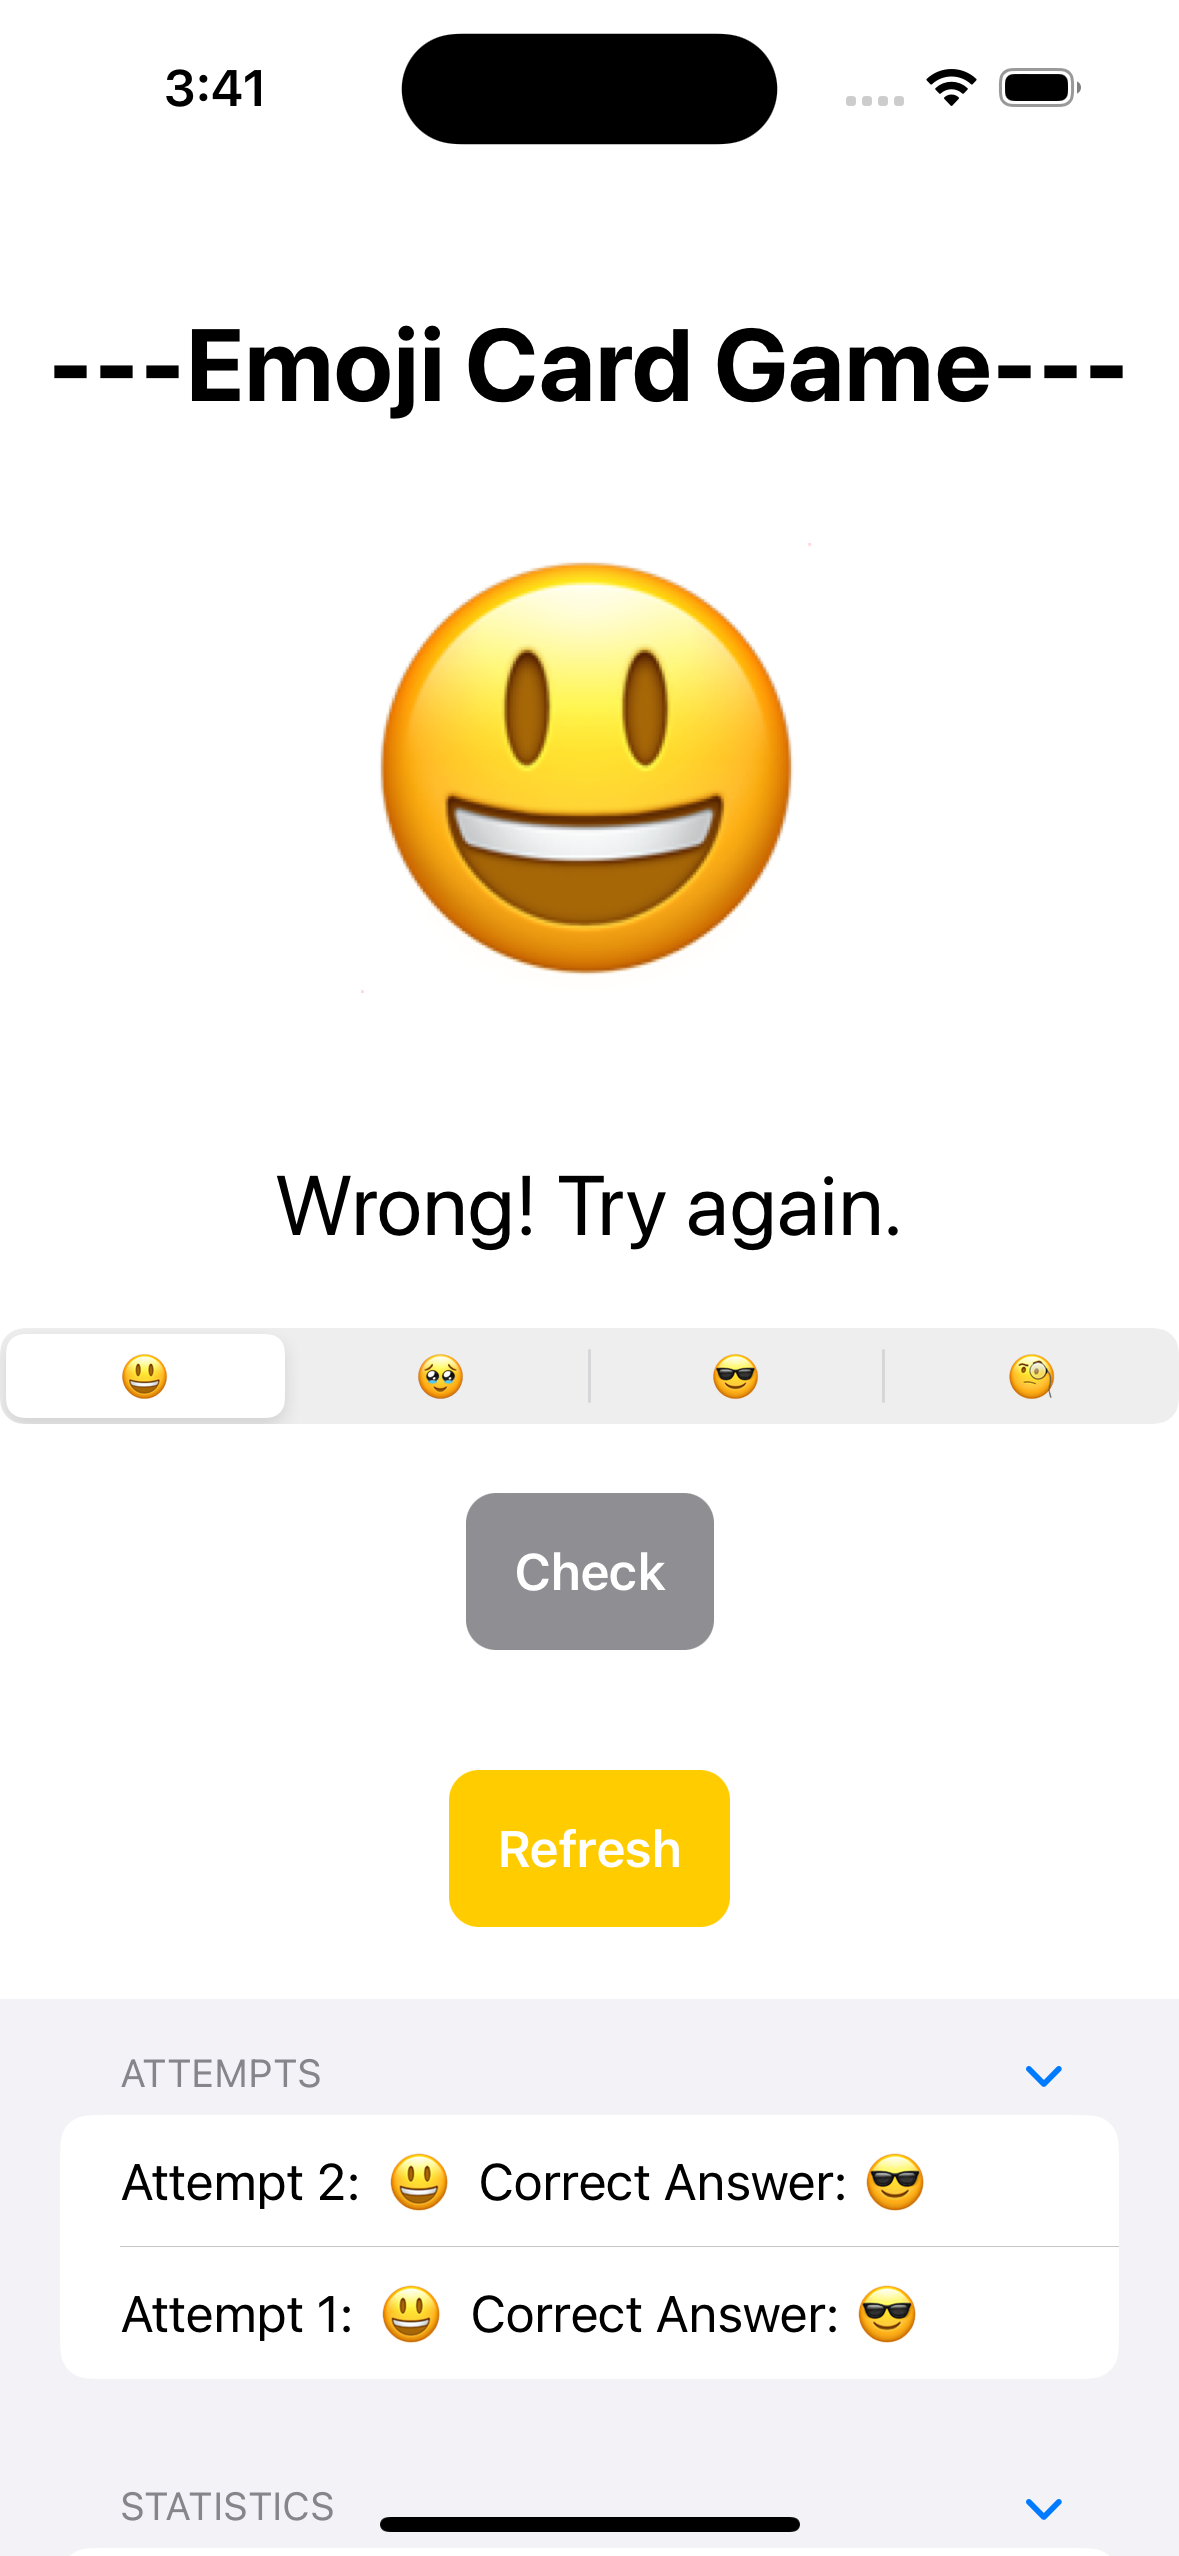 3:41
---Emoji Card Game---
Wrong! Try again.
😃 🥹 😎 🧐
Check
Refresh
ATTEMPTS
Attempt 2: 😃 Correct Answer: 😎
Attempt 1: 😃 Correct Answer: 😎
STATISTICS